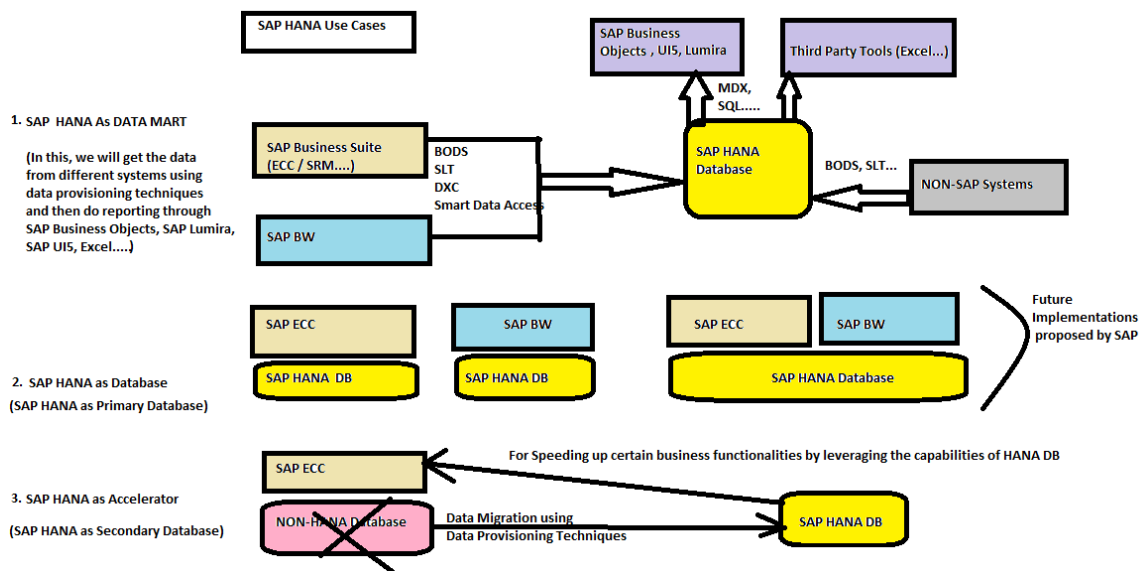 SAP HANA Use Cases
SAP Business
Objects , UI5, Lumira
Third Party Tools (Excel...)
MDX,
SQL.....
1. SAP HANA As DATA MART
(In this, we will get the data
from different systems using
data provisioning techniques
and then do reporting through
SAP Business Objects, SAP Lumira,
SAP UI5, Excel.....)
SAP Business Suite
(ECC / SRM....)
BODS
SLT
DXC
Smart Data Access
SAP HANA
Database
BODS, SLT...
NON-SAP Systems
SAP BW
SAP ECC
SAP BW
SAP ECC
SAP BW
Future
Implementations
proposed by SAP
2. SAP HANA as Database
(SAP HANA as Primary Database)
SAP HANA DB
SAP HANA DB
SAP HANA Database
SAP ECC
For Speeding up certain business functionalities by leveraging the capabilities of HANA DB
3. SAP HANA as Accelerator
(SAP HANA as Secondary Database)
NON-HANA Database
Data Migration using
Data Provisioning Techniques
SAP HANA DB